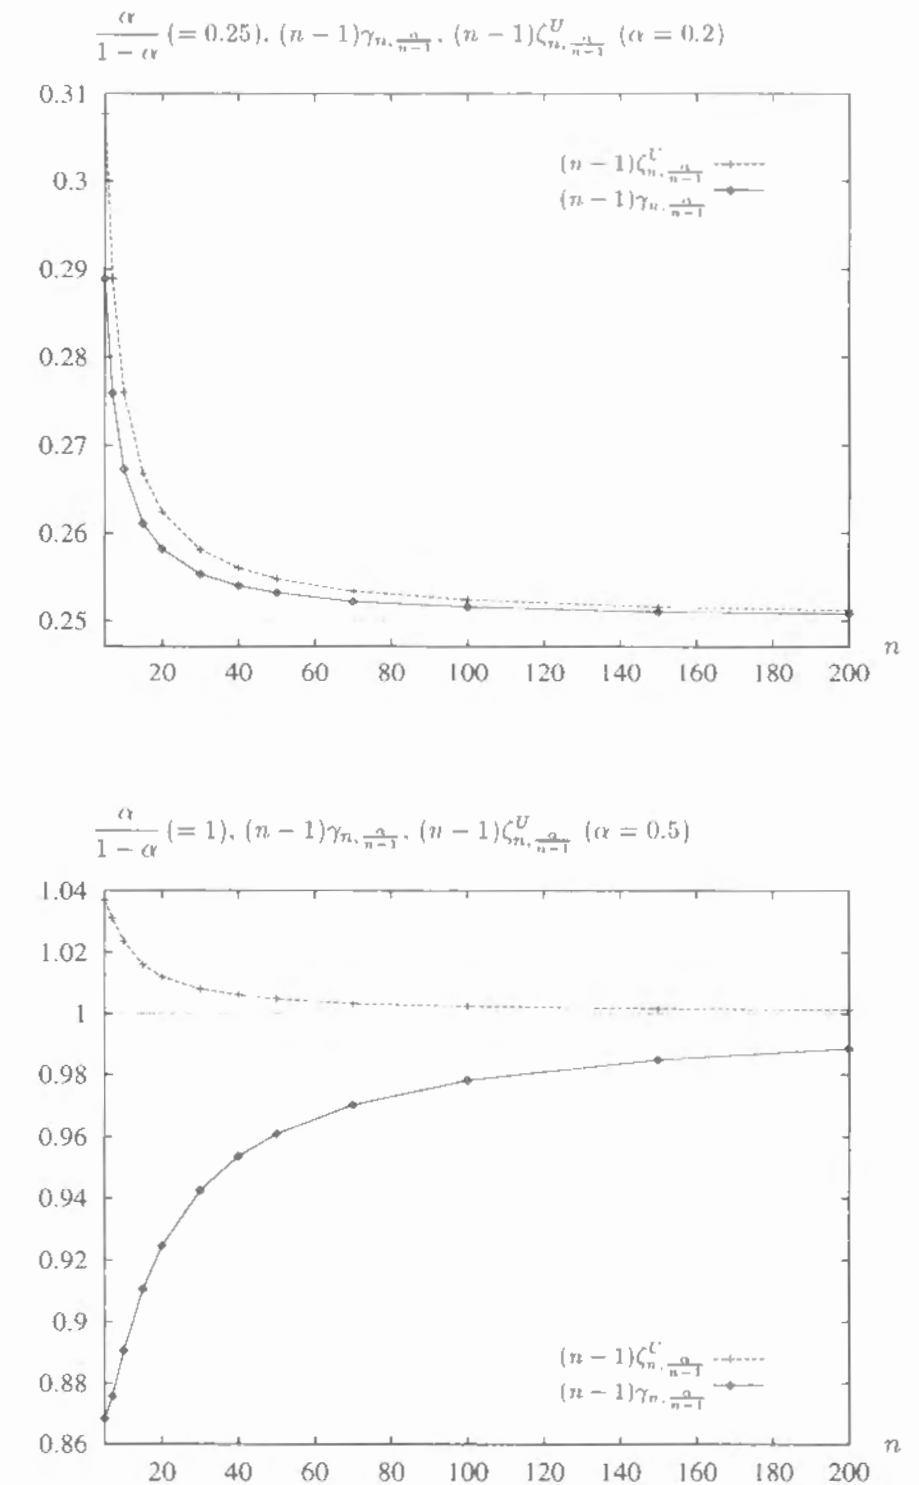 α/(1 − α) (= 0.25), (n − 1)γ_{n, α/(n−1)}, (n − 1)ζ^U_{n, α/(n−1)} (α = 0.2)
0.31
0.3
0.29
0.28
0.27
0.26
0.25
(n − 1)ζ^U_{n, α/(n−1)}
(n − 1)γ_{n, α/(n−1)}
n
20 40 60 80 100 120 140 160 180 200
α/(1 − α) (= 1), (n − 1)γ_{n, α/(n−1)}, (n − 1)ζ^U_{n, α/(n−1)} (α = 0.5)
1.04
1.02
1
0.98
0.96
0.94
0.92
0.9
0.88
0.86
(n − 1)ζ^U_{n, α/(n−1)}
(n − 1)γ_{n, α/(n−1)}
n
20 40 60 80 100 120 140 160 180 200